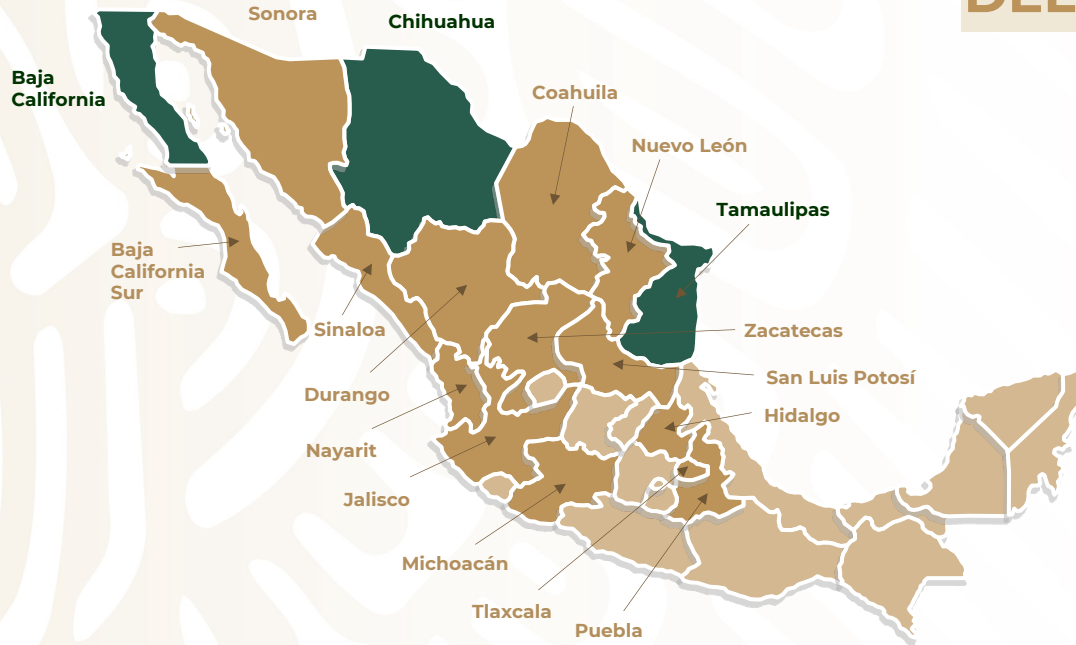 DEL
Sonora
Chihuahua
Baja
California
Coahuila
Nuevo León
Tamaulipas
Baja
California
Sur
Sinaloa
Zacatecas
San Luis Potosí
Durango
Hidalgo
Nayarit
Jalisco
Michoacán
Tlaxcala
Puebla